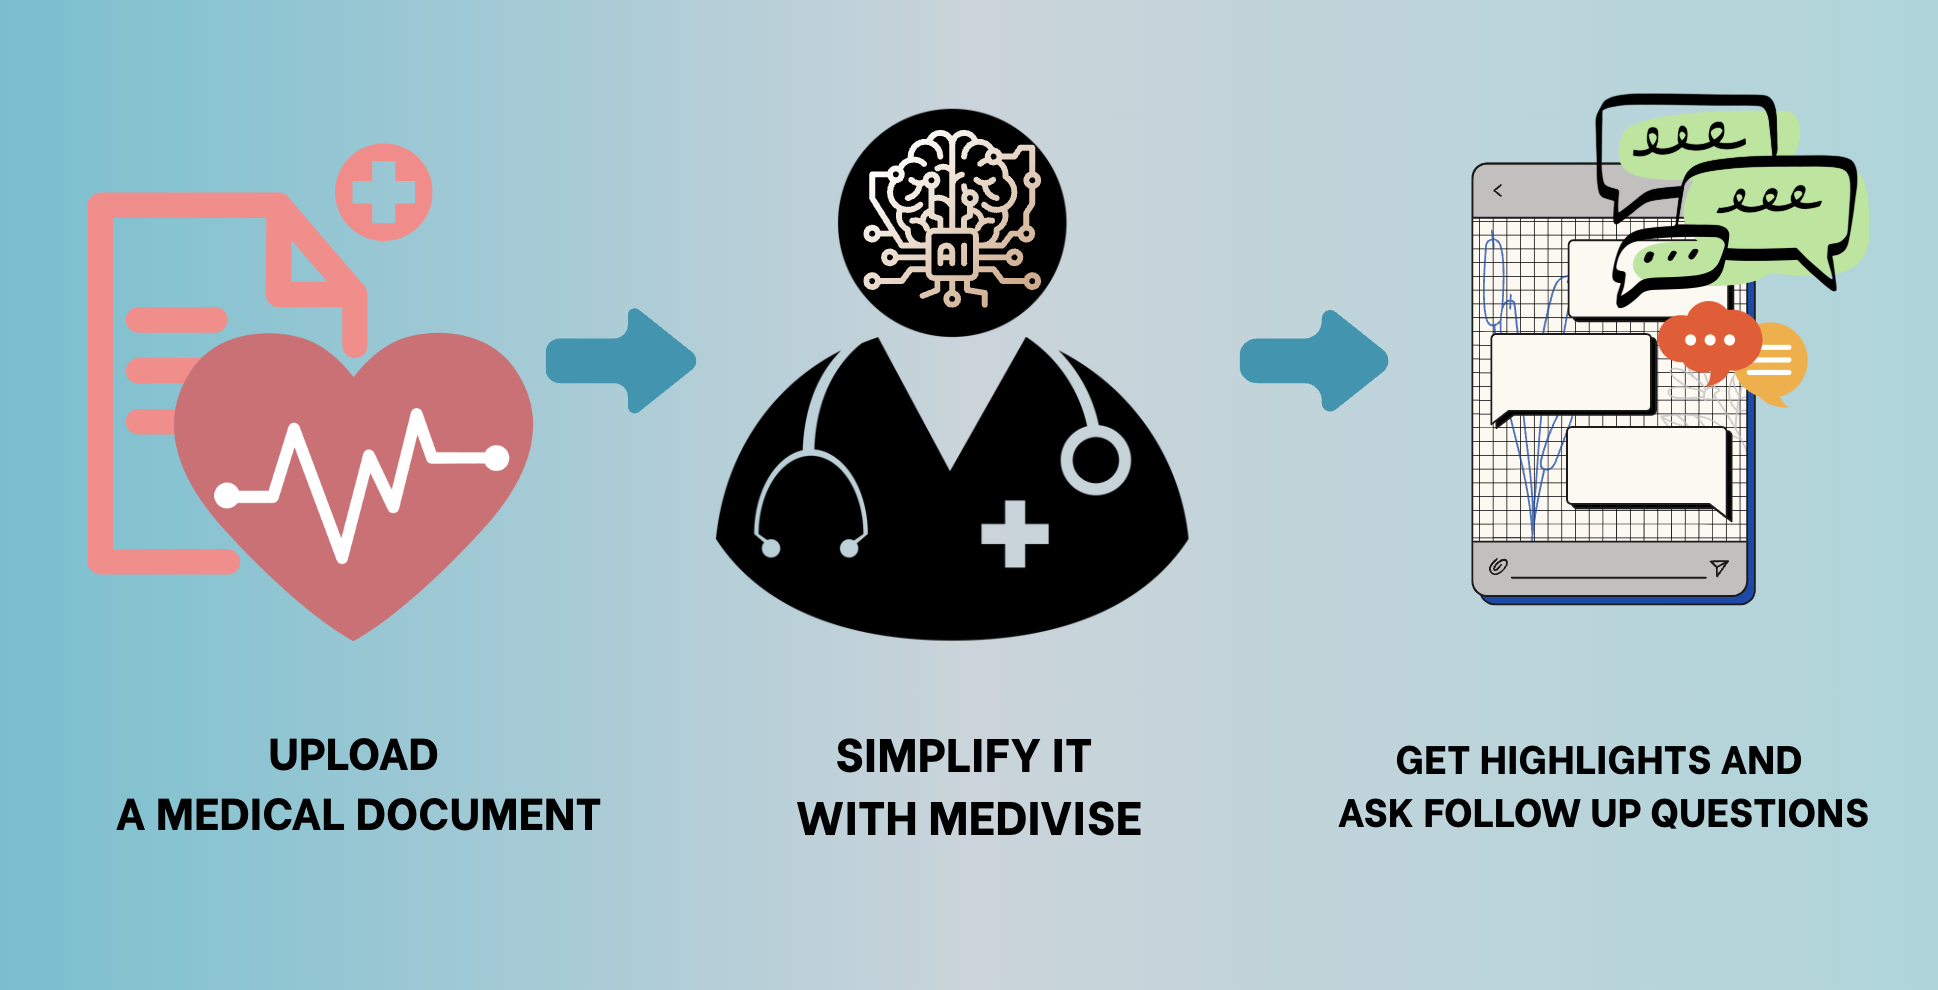 AI
UPLOAD
A MEDICAL DOCUMENT
SIMPLIFY IT
WITH MEDIVISE
GET HIGHLIGHTS AND
ASK FOLLOW UP QUESTIONS